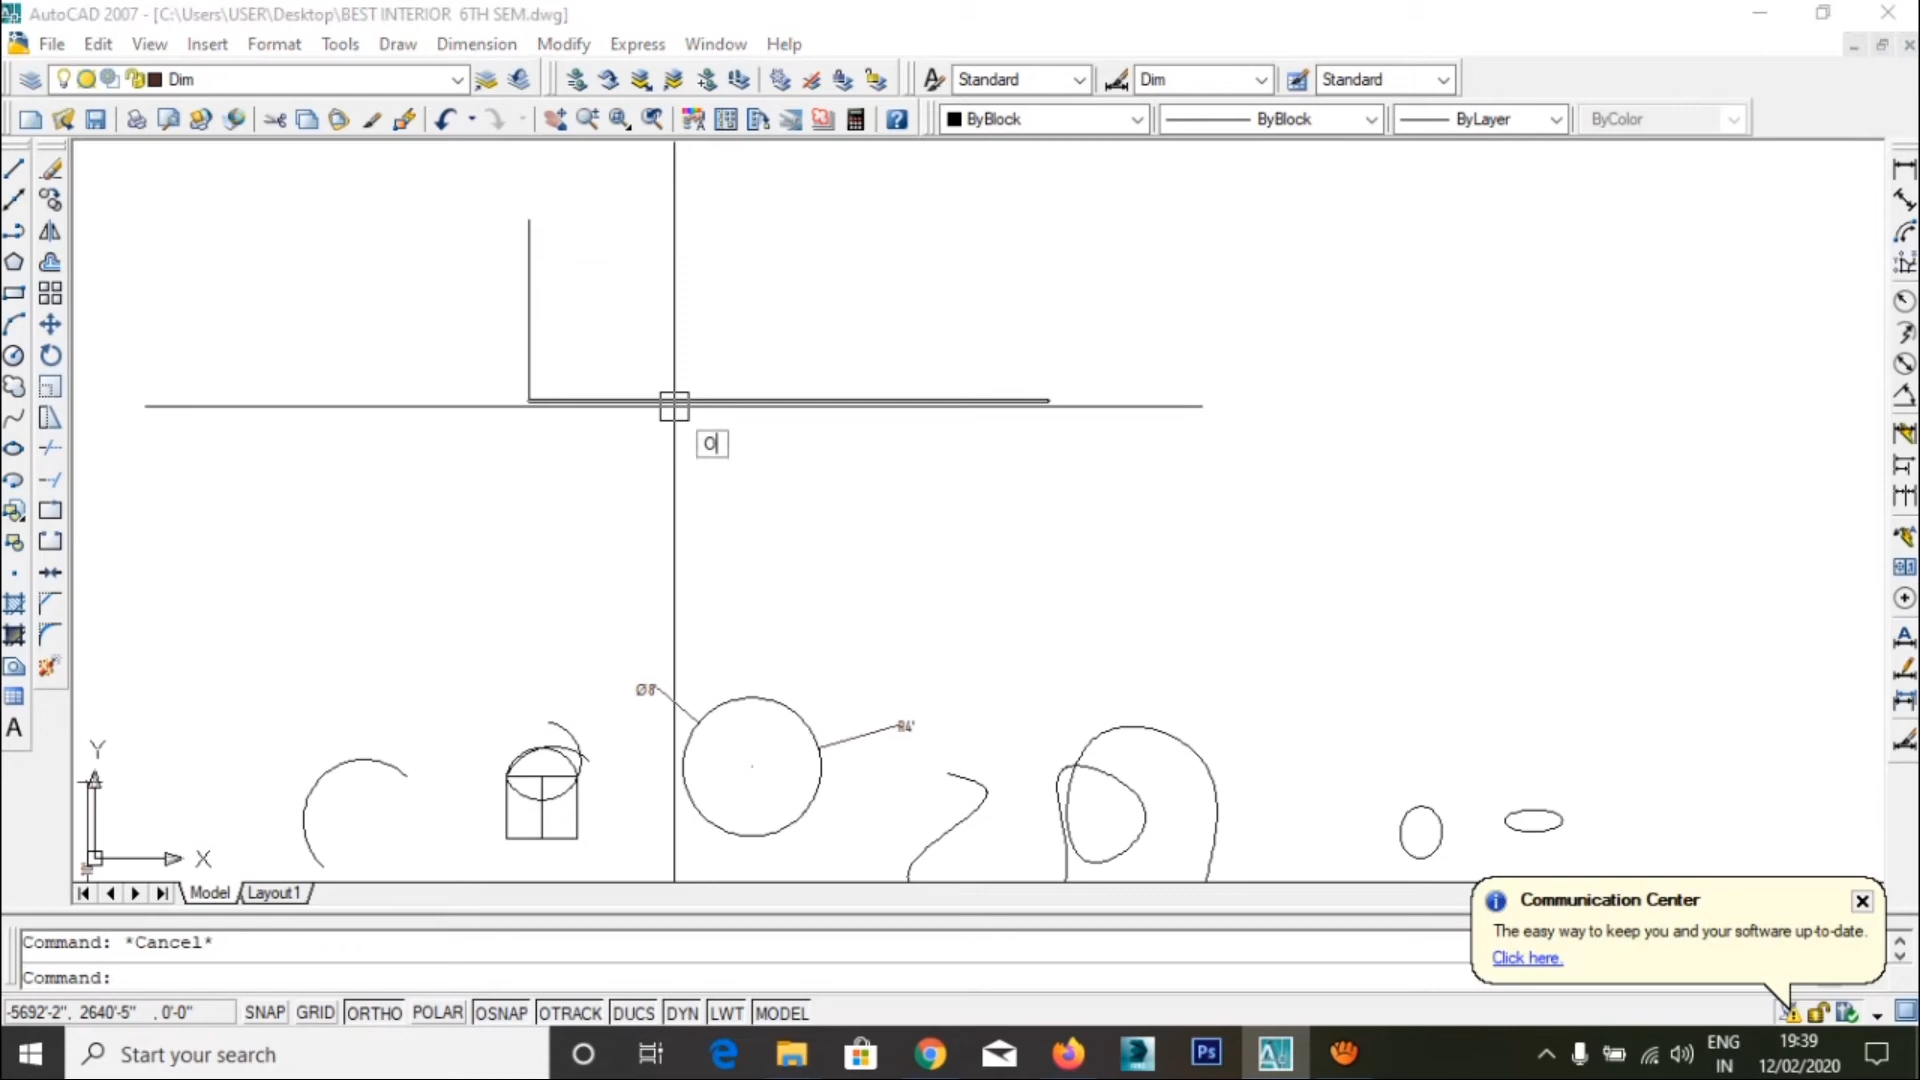 AutoCAD 2007 - [C:\Users\USER\Desktop\BEST INTERIOR  6TH SEM.dwg]
File Edit View Insert Format Tools Draw Dimension Modify Express Window Help
Dim Standard Dim Standard
ByBlock ByBlock ByLayer ByColor
O
Ø8'
R4'
Y
X
A
Model Layout1
Communication Center
The easy way to keep you and your software up-to-date.
Click here.
Command: *Cancel*
Command:
-5692'-2", 2640'-5" , 0'-0" SNAP GRID ORTHO POLAR OSNAP OTRACK DUCS DYN LWT MODEL
Start your search
Ps
ENG
IN
19:39
12/02/2020